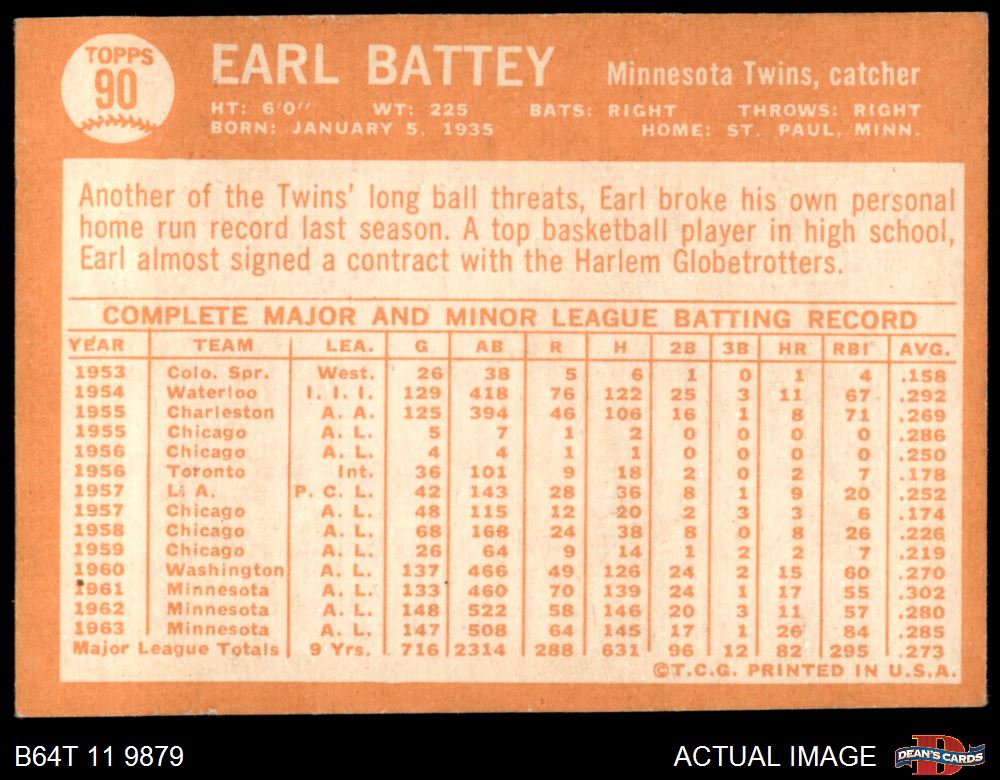 TOPPS
90
EARL BATTEY Minnesota Twins, catcher
HT: 6'0" WT: 225 BATS: RIGHT THROWS: RIGHT
BORN: JANUARY 5, 1935 HOME: ST. PAUL, MINN.
Another of the Twins' long ball threats, Earl broke his own personal
home run record last season. A top basketball player in high school,
Earl almost signed a contract with the Harlem Globetrotters.
COMPLETE MAJOR AND MINOR LEAGUE BATTING RECORD
YEAR TEAM LEA. G AB R H 2B 3B HR RBI AVG.
1953 Colo. Spr. West. 26 38 5 6 1 0 1 4 .158
1954 Waterloo I. I. I. 129 418 76 122 25 3 11 67 .292
1955 Charleston A. A. 125 394 46 106 16 1 8 71 .269
1955 Chicago A. L. 5 7 1 2 0 0 0 0 .286
1956 Chicago A. L. 4 4 1 1 0 0 0 0 .250
1956 Toronto Int. 36 101 9 18 2 0 2 7 .178
1957 L. A. P. C. L. 42 143 28 36 8 1 9 20 .252
1957 Chicago A. L. 48 115 12 20 2 3 3 6 .174
1958 Chicago A. L. 68 168 24 38 8 0 8 26 .226
1959 Chicago A. L. 26 64 9 14 1 2 2 7 .219
1960 Washington A. L. 137 466 49 126 24 2 15 60 .270
1961 Minnesota A. L. 133 460 70 139 24 1 17 55 .302
1962 Minnesota A. L. 148 522 58 146 20 3 11 57 .280
1963 Minnesota A. L. 147 508 64 145 17 1 26 84 .285
Major League Totals 9 Yrs. 716 2314 288 631 96 12 82 295 .273
©T.C.G. PRINTED IN U.S.A.
B64T 11 9879 ACTUAL IMAGE DEAN'S CARDS